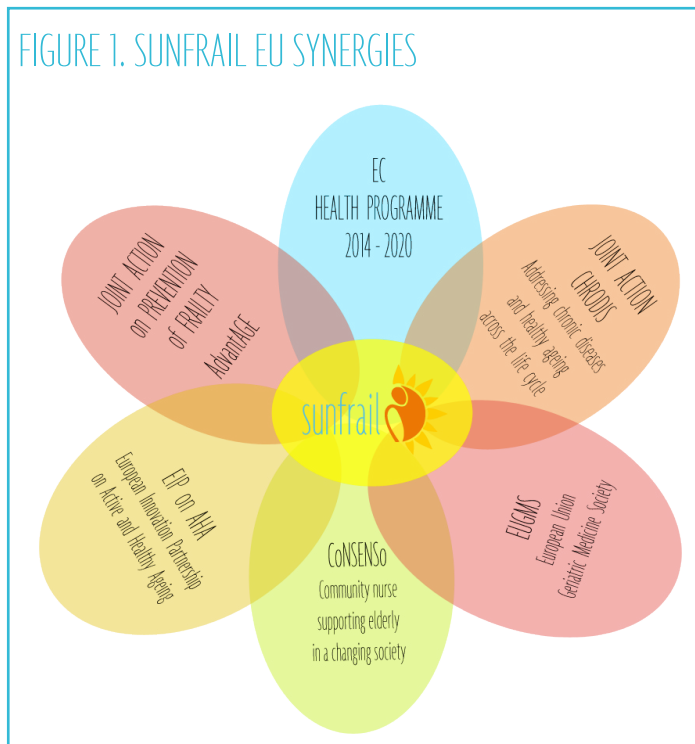 FIGURE 1. SUNFRAIL EU SYNERGIES
EC
HEALTH PROGRAMME
2014 - 2020
JOINT ACTION
CHRODIS
Addressing chronic diseases
and healthy ageing
across the life cycle
EUGMS
European Union
Geriatric Medicine Society
CoNSENSo
Community nurse
supporting elderly
in a changing society
EIP on AHA
European Innovation Partnership
on Active and Healthy Ageing
JOINT ACTION
on PREVENTION
of FRAILTY
AdvantAGE
sunfrail